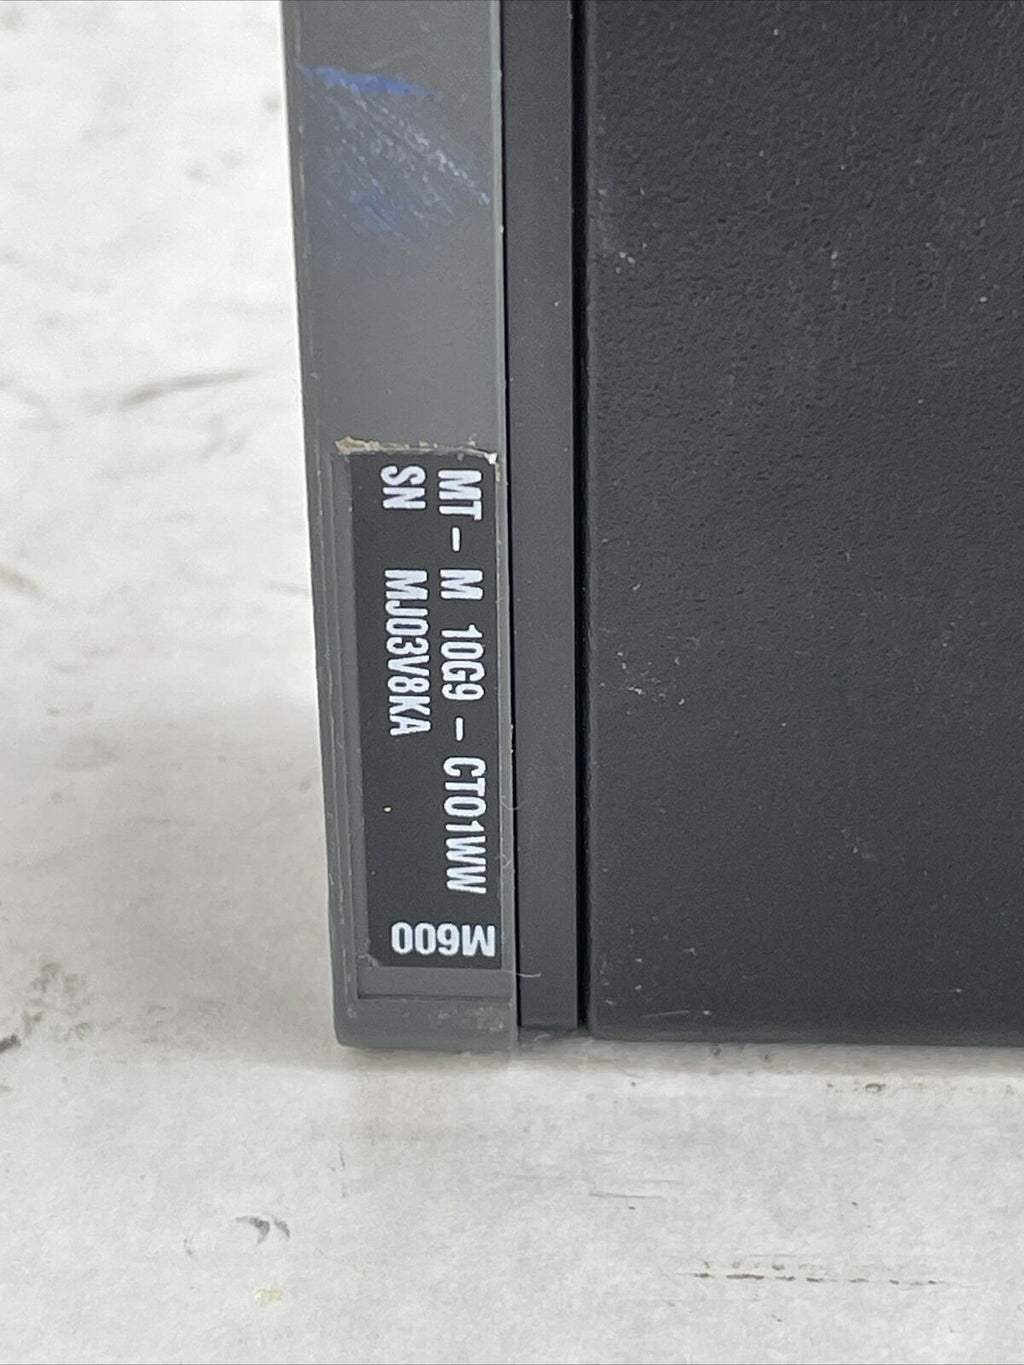 MT - M 10G9 - CTO1WW
SN MJ03V8KA
M600